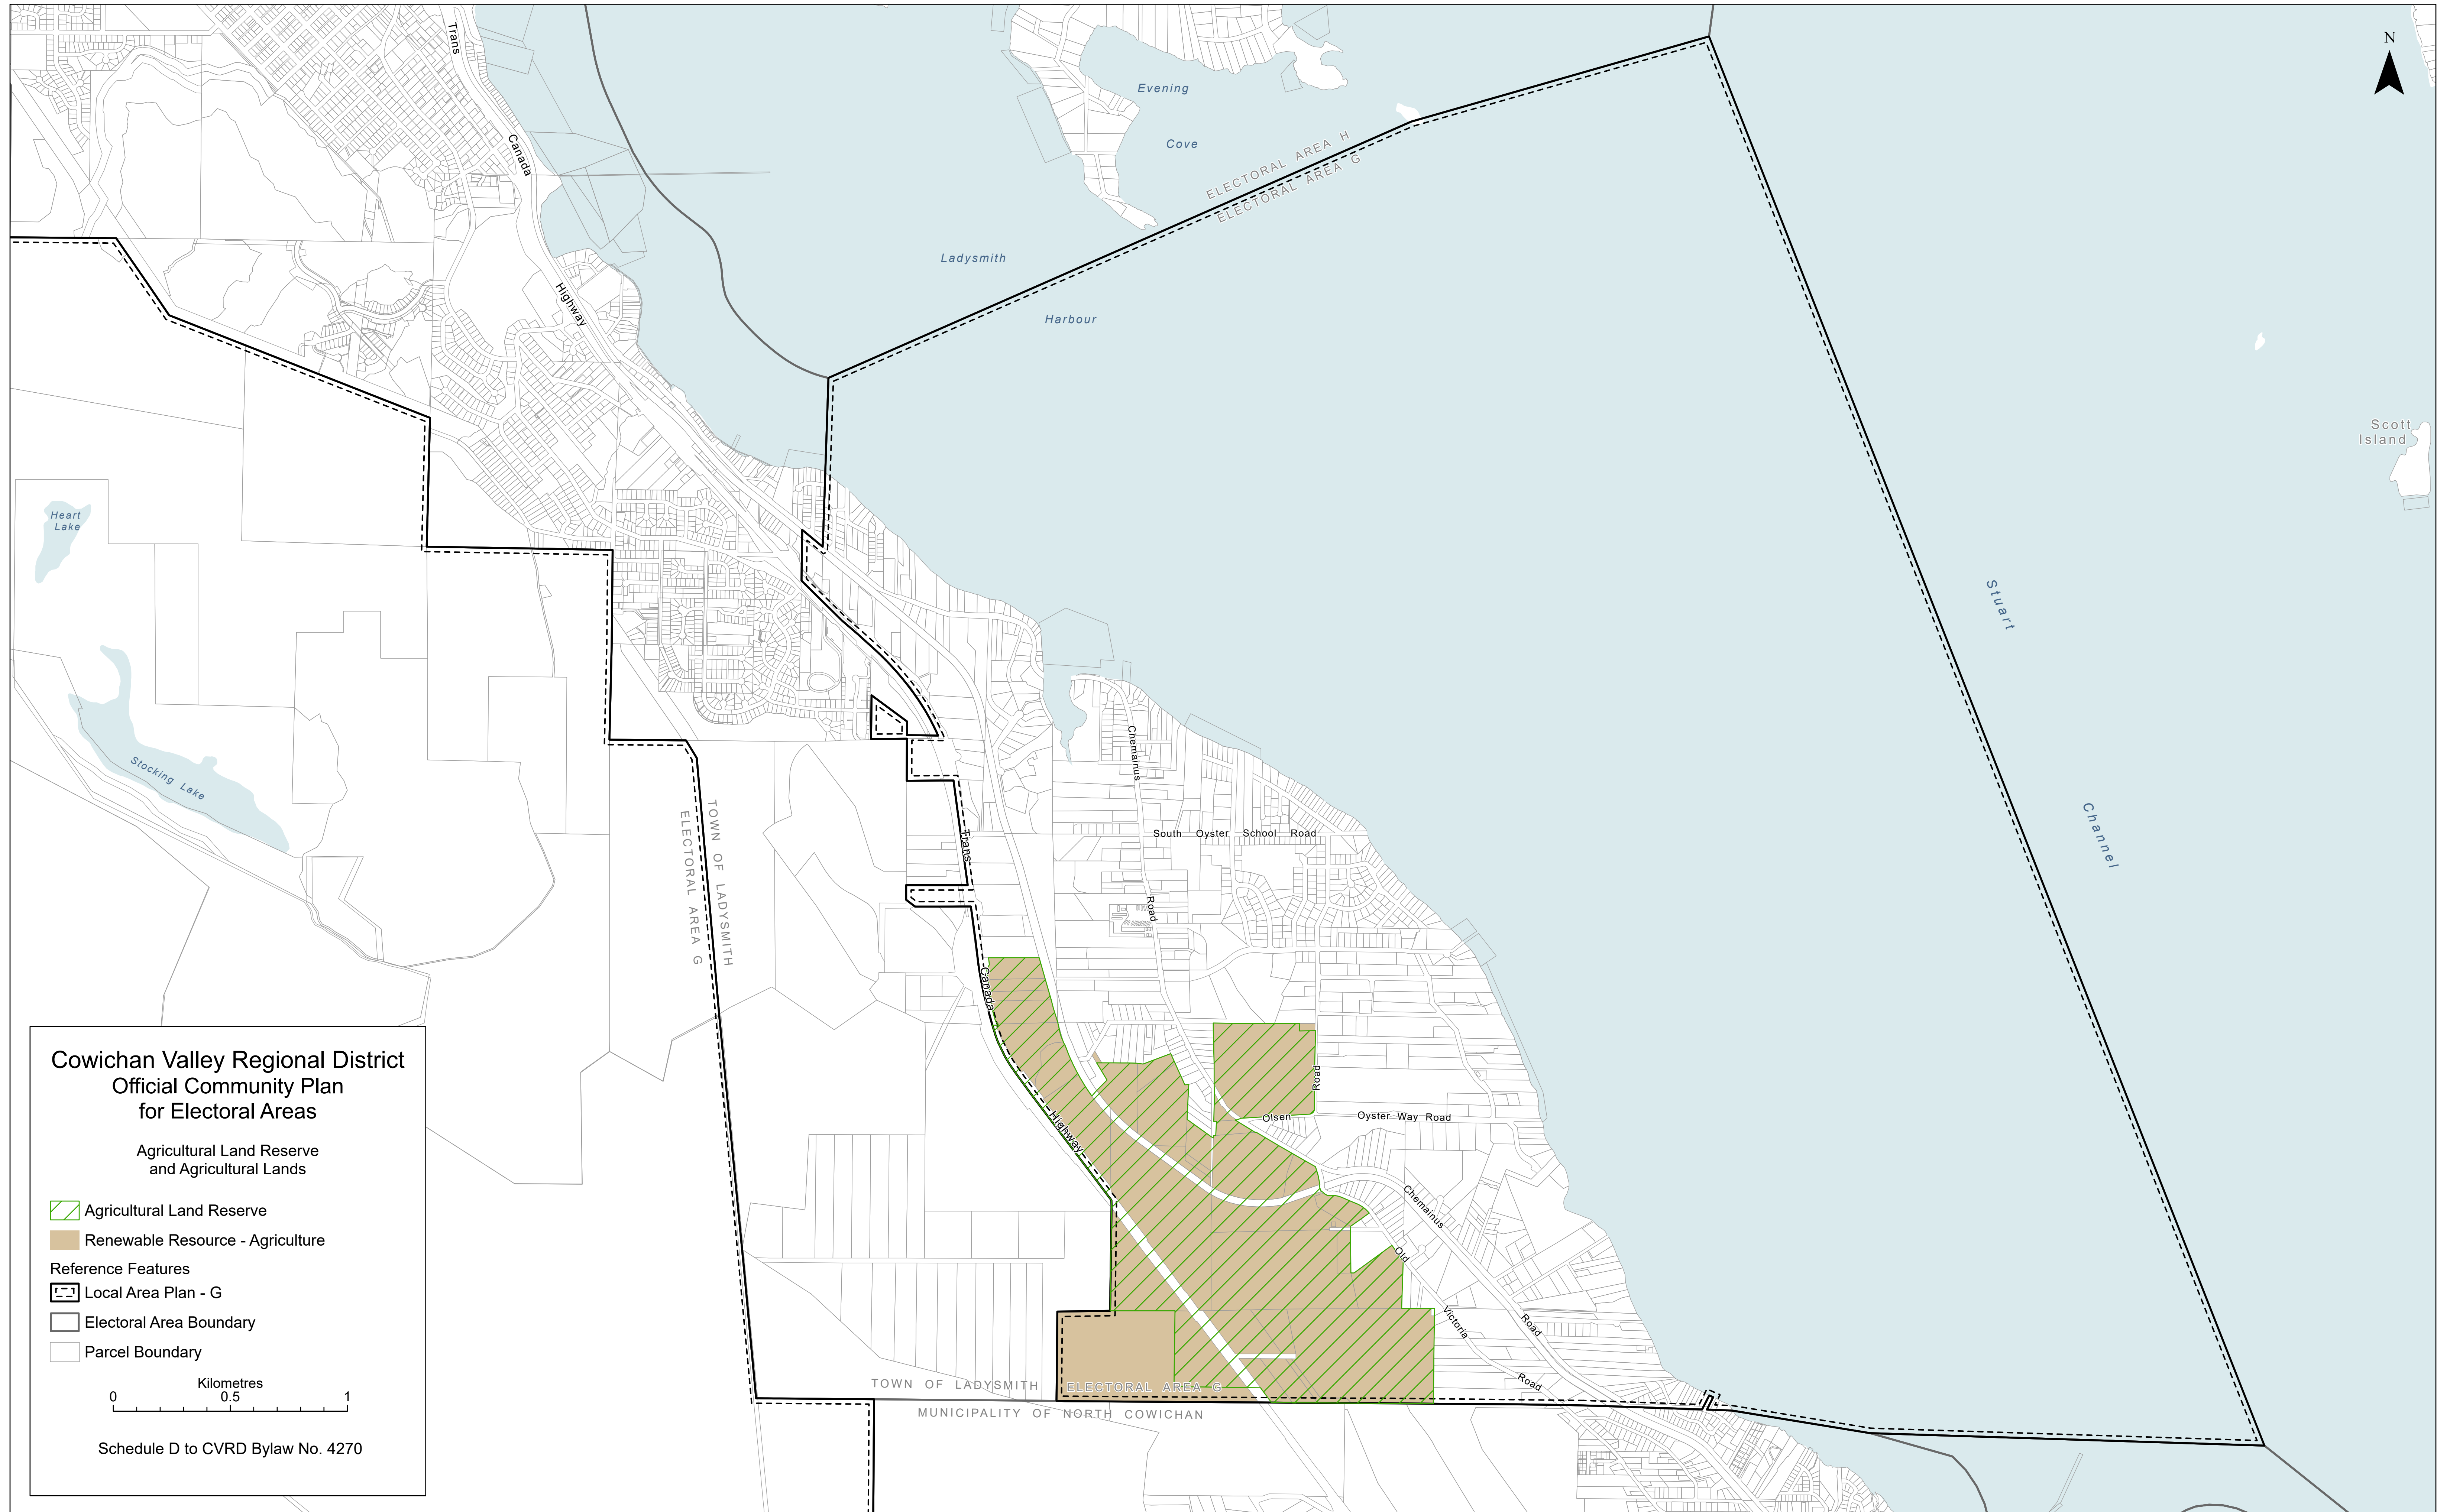 N
Trans
Canada
Highway
Evening
Cove
ELECTORAL AREA H
ELECTORAL AREA G
Ladysmith
Harbour
Scott
Island
Heart
Lake
Stocking Lake
Stuart
Channel
TOWN OF LADYSMITH
ELECTORAL AREA G
Chemainus
Road
South Oyster School Road
Trans
Canada
Highway
Road
Olsen
Oyster Way Road
Chemainus
Road
Old
Victoria
Road
TOWN OF LADYSMITH
ELECTORAL AREA G
MUNICIPALITY OF NORTH COWICHAN
Cowichan Valley Regional District
Official Community Plan
for Electoral Areas
Agricultural Land Reserve
and Agricultural Lands
Agricultural Land Reserve
Renewable Resource - Agriculture
Reference Features
Local Area Plan - G
Electoral Area Boundary
Parcel Boundary
Kilometres
0 0.5 1
Schedule D to CVRD Bylaw No. 4270